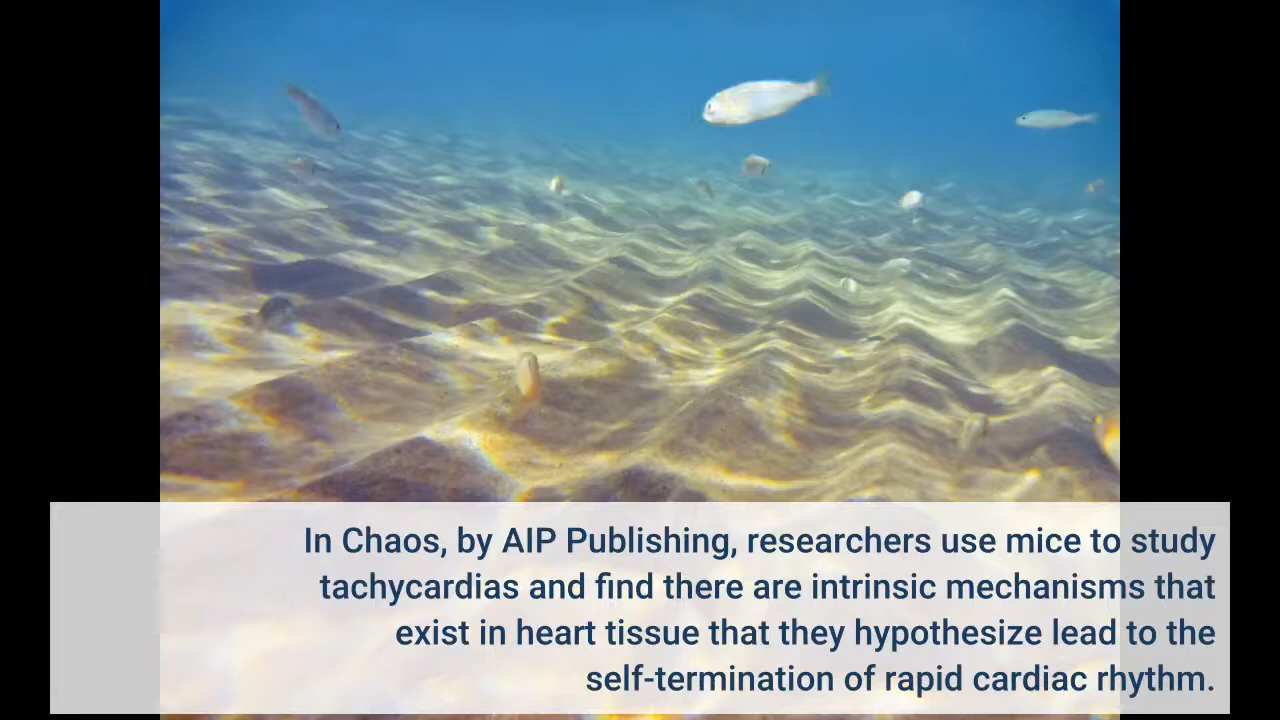 In Chaos, by AIP Publishing, researchers use mice to study
tachycardias and find there are intrinsic mechanisms that
exist in heart tissue that they hypothesize lead to the
self-termination of rapid cardiac rhythm.